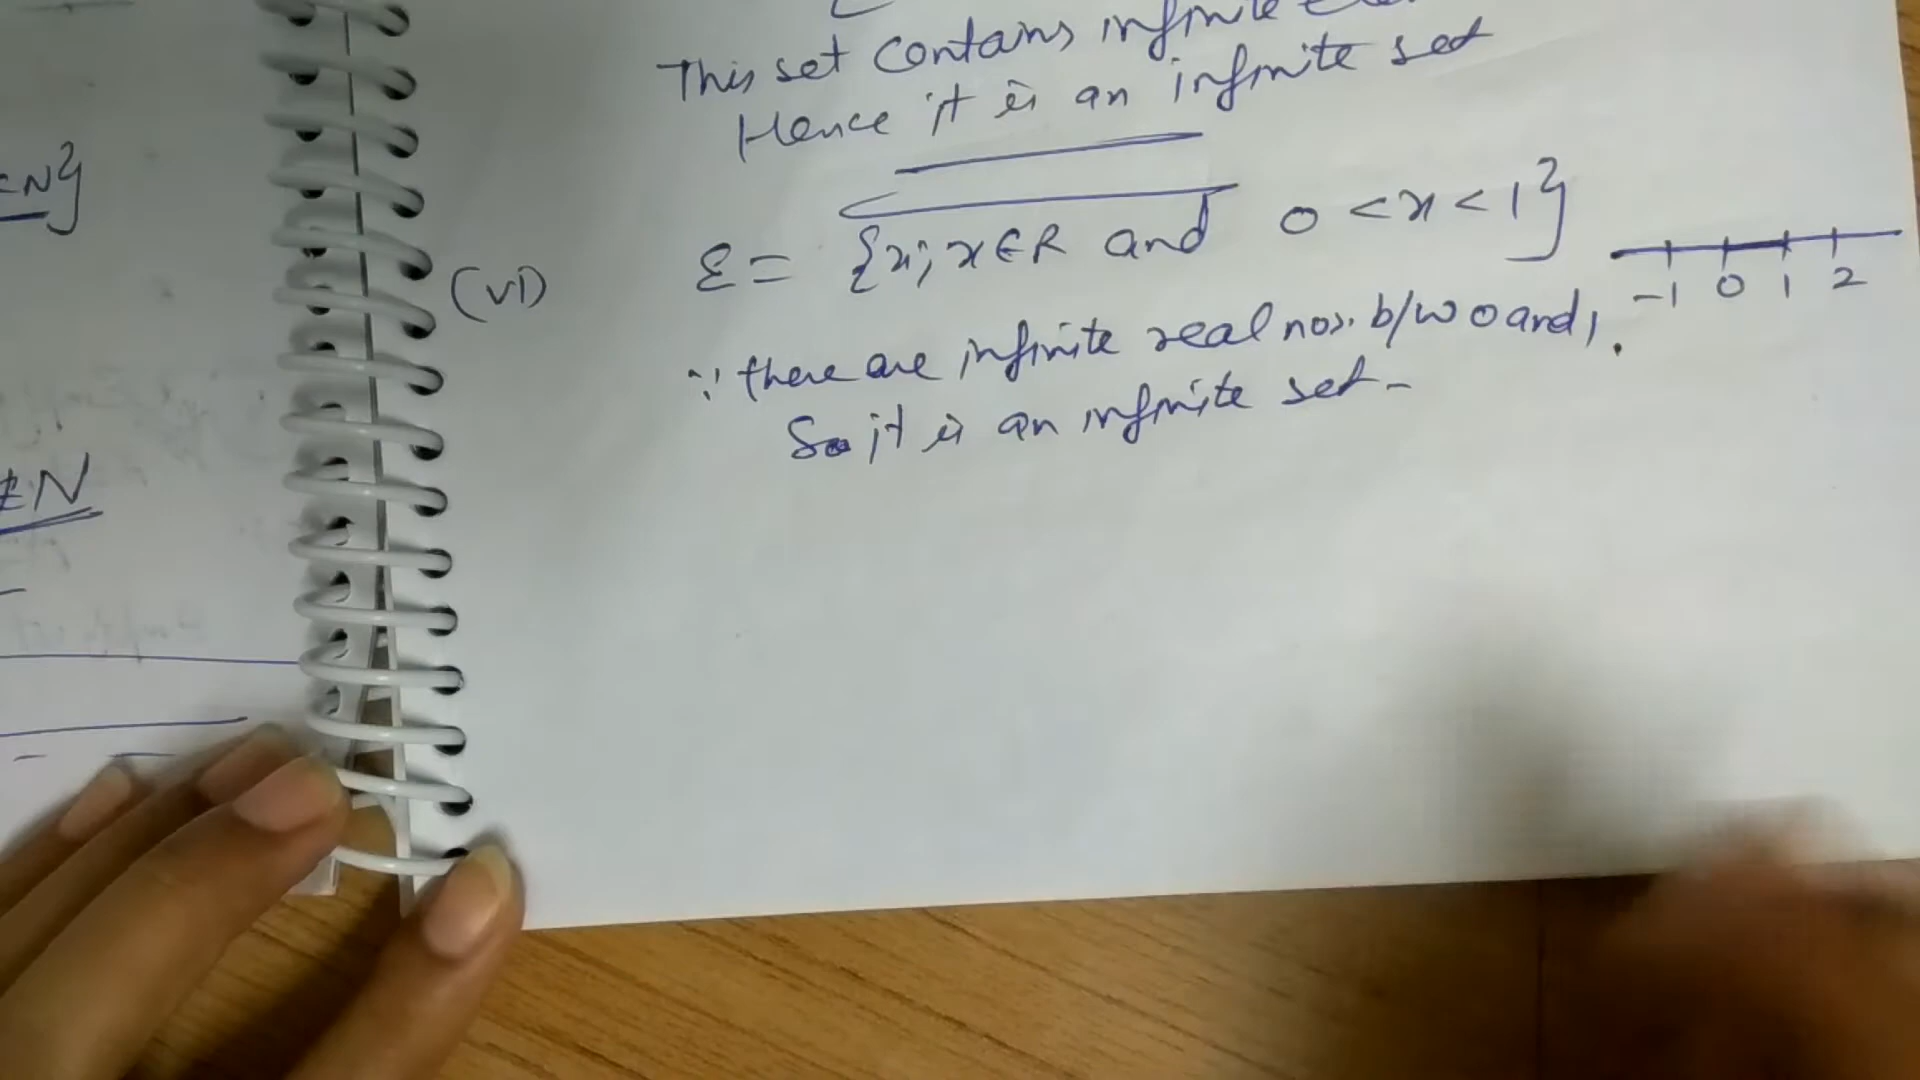 ∈N}
∉N
This set contains infinite
Hence it is an infinite set
(VI) E = {x; x∈R and 0 < x < 1}
-1 0 1 2
∵ there are infinite real nos. b/w 0 and 1.
So it is an infinite set-